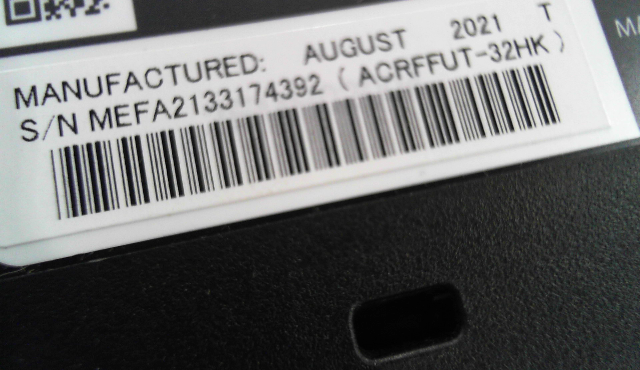 MANUFACTURED: AUGUST 2021 T
S/N MEFA2133174392 (ACRFFUT-32HK)